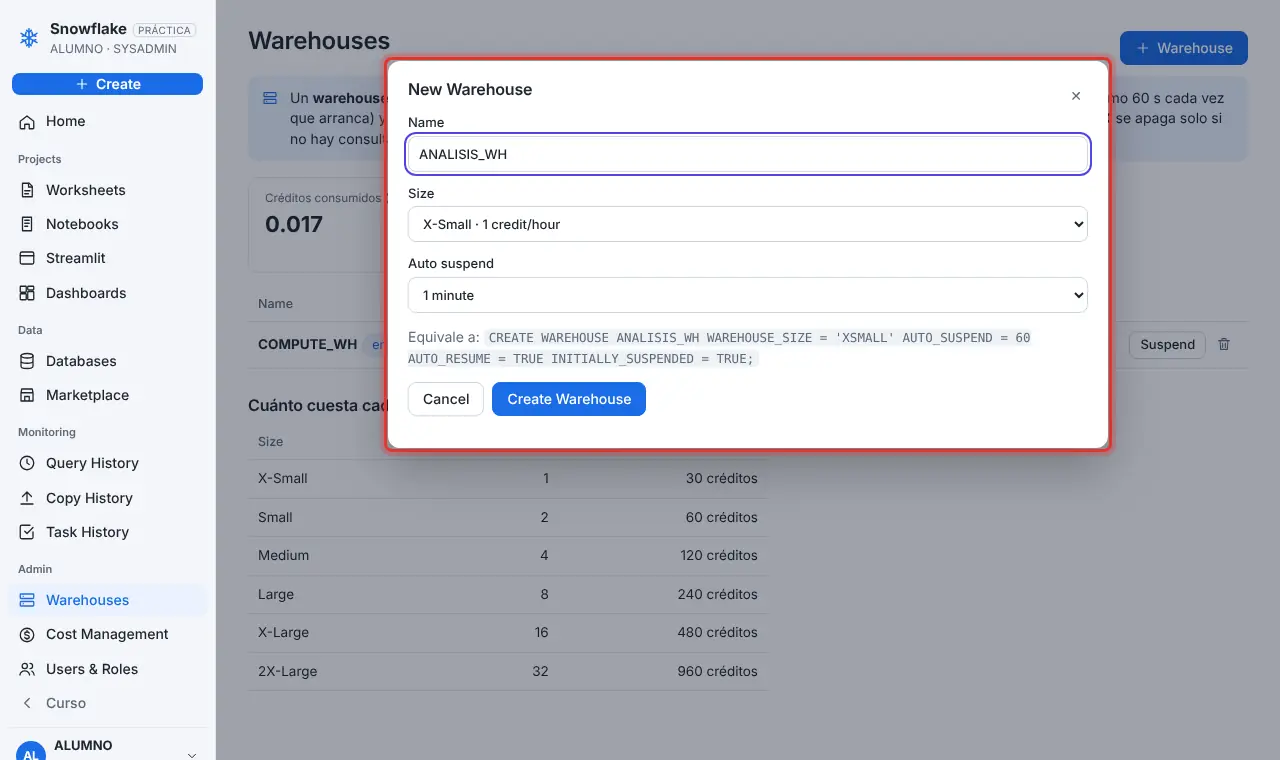 Snowflake PRÁCTICA
ALUMNO · SYSADMIN
+ Create
Home
Projects
Worksheets
Notebooks
Streamlit
Dashboards
Data
Databases
Marketplace
Monitoring
Query History
Copy History
Task History
Admin
Warehouses
Cost Management
Users & Roles
Curso
AL
ALUMNO
Warehouses
+ Warehouse
Un warehouse
mo 60 s cada vez
que arranca) y
se apaga solo si
no hay
Créditos consumidos
0.017
Name
COMPUTE_WH
Suspend
Cuánto cuesta
Size
X-Small 1 30 créditos
Small 2 60 créditos
Medium 4 120 créditos
Large 8 240 créditos
X-Large 16 480 créditos
2X-Large 32 960 créditos
New Warehouse
×
Name
ANALISIS_WH
Size
X-Small · 1 credit/hour
Auto suspend
1 minute
Equivale a: CREATE WAREHOUSE ANALISIS_WH WAREHOUSE_SIZE = 'XSMALL' AUTO_SUSPEND = 60
AUTO_RESUME = TRUE INITIALLY_SUSPENDED = TRUE;
Cancel
Create Warehouse